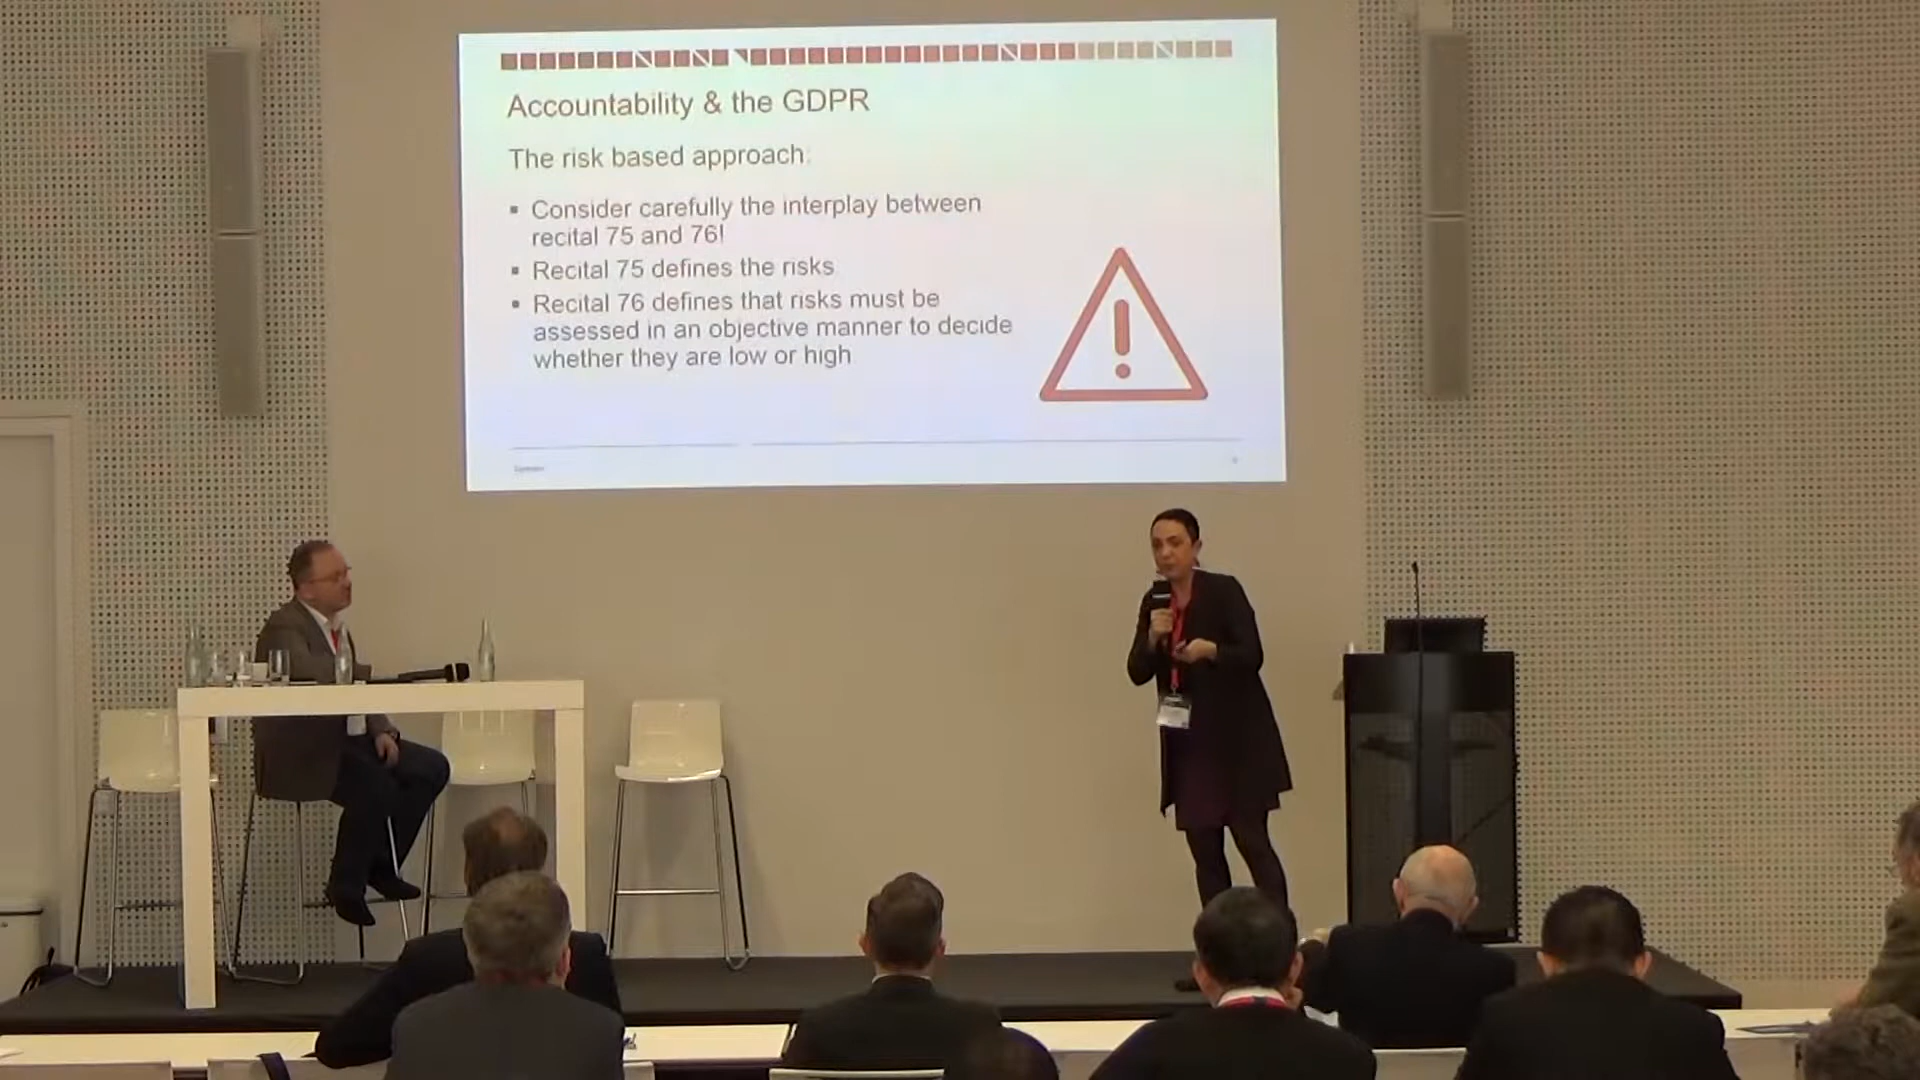 Accountability & the GDPR
The risk based approach:
▪ Consider carefully the interplay between
recital 75 and 76!
▪ Recital 75 defines the risks
▪ Recital 76 defines that risks must be
assessed in an objective manner to decide
whether they are low or high